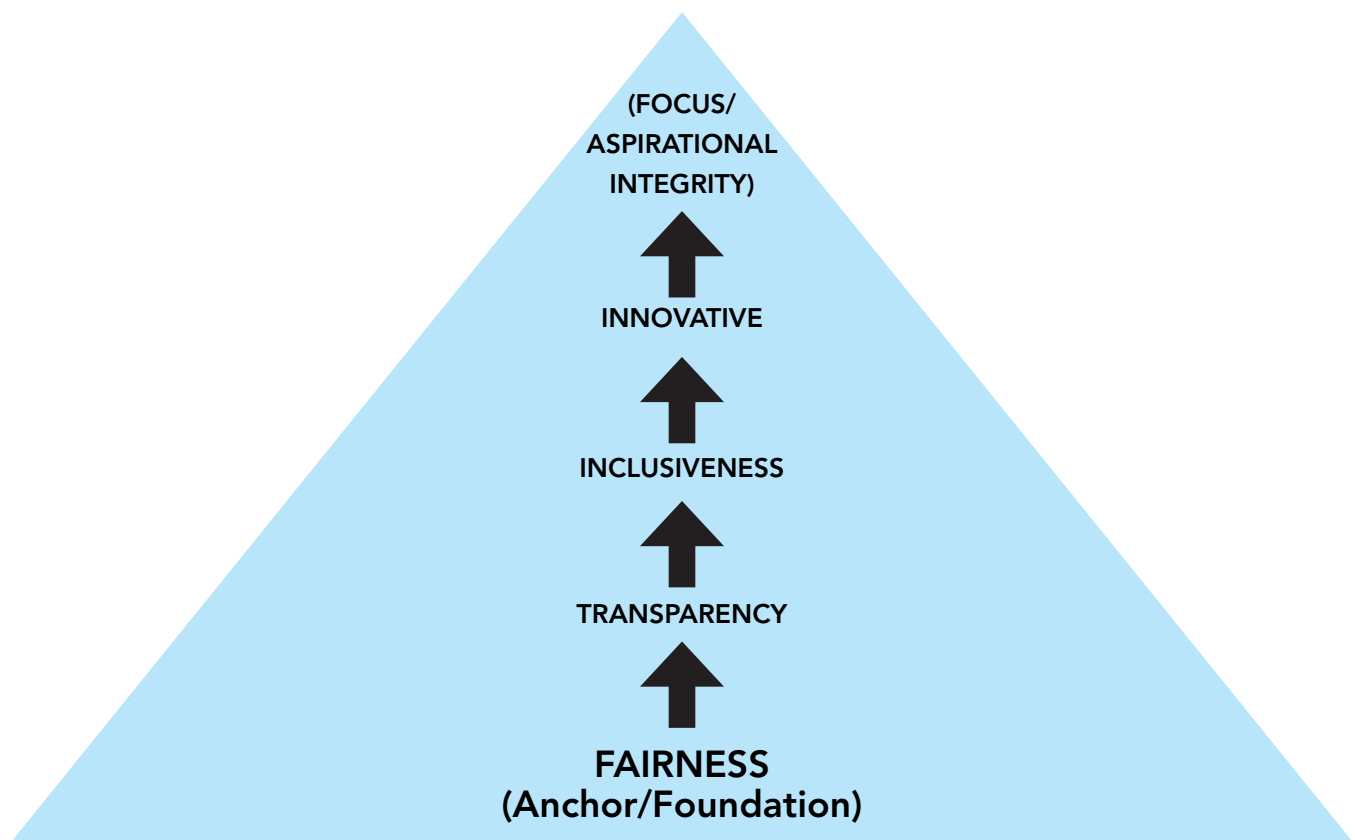 (FOCUS/
ASPIRATIONAL
INTEGRITY)
INNOVATIVE
INCLUSIVENESS
TRANSPARENCY
FAIRNESS
(Anchor/Foundation)